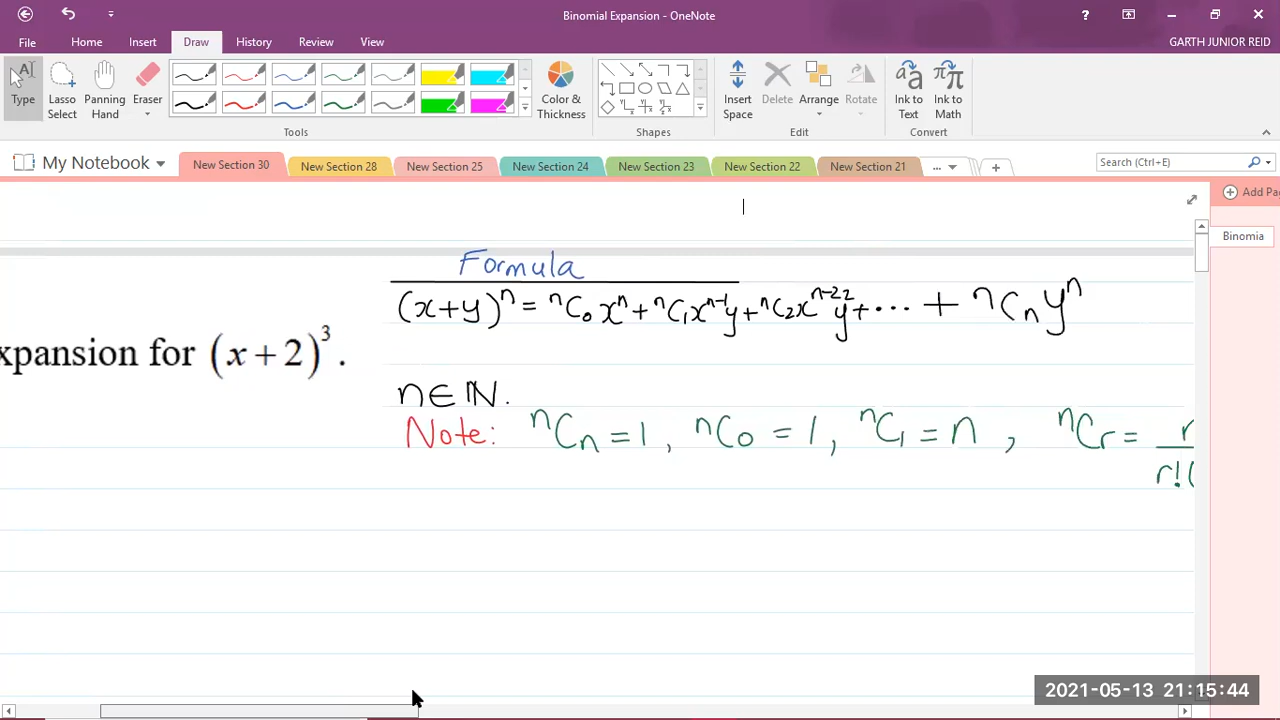 Binomial Expansion - OneNote
File Home Insert Draw History Review View GARTH JUNIOR REID
Type Lasso Select Panning Hand Eraser Color & Thickness Insert Space Delete Arrange Rotate Ink to Text Ink to Math
Tools Shapes Edit Convert
My Notebook New Section 30 New Section 28 New Section 25 New Section 24 New Section 23 New Section 22 New Section 21 ... Search (Ctrl+E)
Add Pag
Binomia
Formula
(x+y)ⁿ = ⁿC₀xⁿ + ⁿC₁xⁿ⁻¹y + ⁿC₂xⁿ⁻²y² + ... + ⁿCₙyⁿ
xpansion for (x + 2)³.
n∈ℕ.
Note: ⁿCₙ = 1, ⁿC₀ = 1, ⁿC₁ = n, ⁿCᵣ =
r!(
2021-05-13 21:15:44